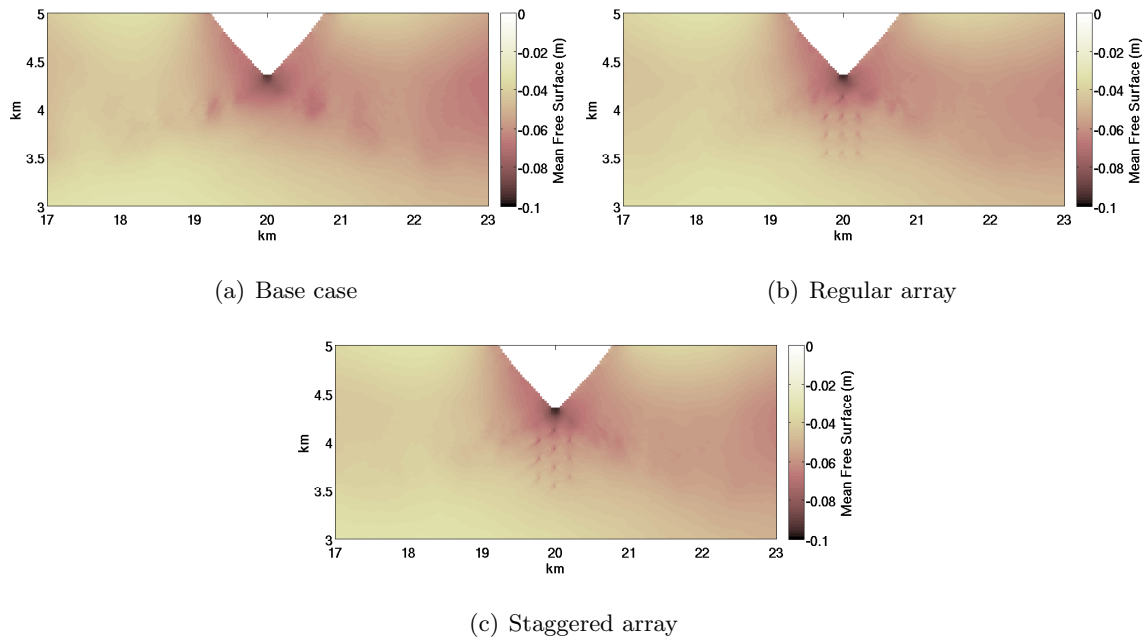 5
4.5
4
3.5
3
km
17 18 19 20 21 22 23
km
0
-0.02
-0.04
-0.06
-0.08
-0.1
Mean Free Surface (m)
(a) Base case
5
4.5
4
3.5
3
km
17 18 19 20 21 22 23
km
0
-0.02
-0.04
-0.06
-0.08
-0.1
Mean Free Surface (m)
(b) Regular array
5
4.5
4
3.5
3
km
17 18 19 20 21 22 23
km
0
-0.02
-0.04
-0.06
-0.08
-0.1
Mean Free Surface (m)
(c) Staggered array